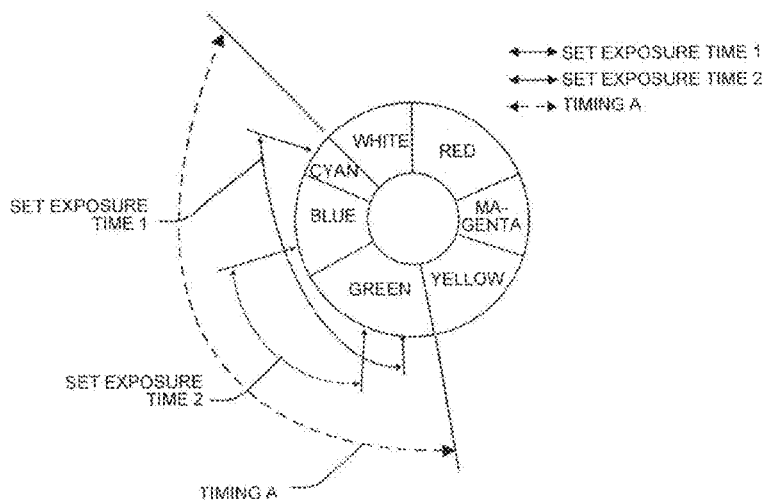 SET EXPOSURE TIME 1
SET EXPOSURE TIME 2
TIMING A
WHITE
RED
CYAN
BLUE
MA-
GENTA
GREEN
YELLOW
SET EXPOSURE
TIME 1
SET EXPOSURE
TIME 2
TIMING A